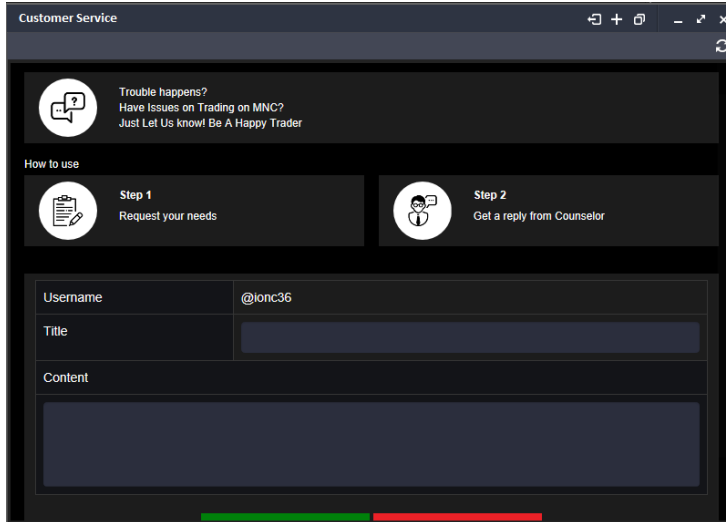 Customer Service
Trouble happens?
Have Issues on Trading on MNC?
Just Let Us know! Be A Happy Trader
How to use
Step 1
Request your needs
Step 2
Get a reply from Counselor
Username
@ionc36
Title
Content